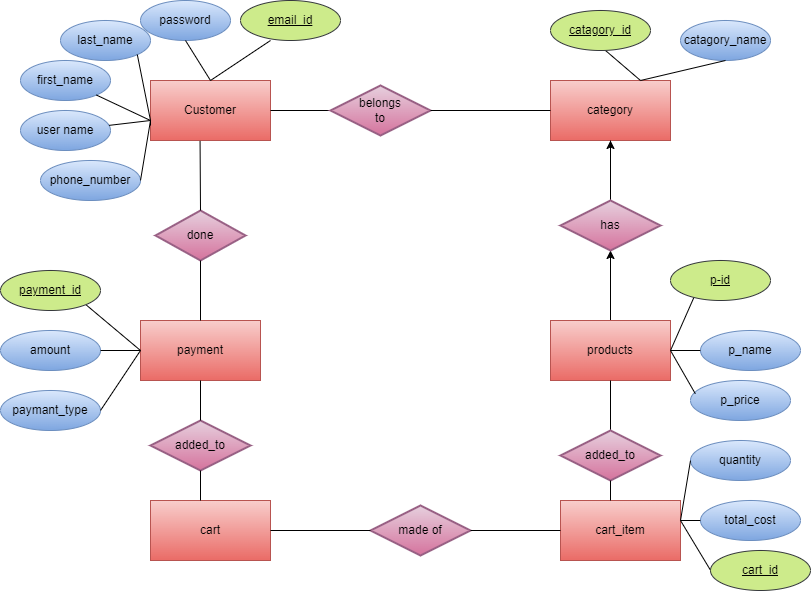 password
email_id
catagory_id
catagory_name
last_name
first_name
Customer
belongs
to
category
user name
phone_number
done
has
payment_id
p-id
amount
payment
products
p_name
paymant_type
p_price
added_to
added_to
quantity
cart
made of
cart_item
total_cost
cart_id